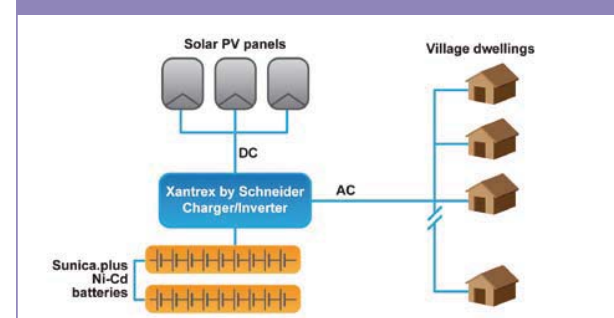 Solar PV panels
Village dwellings
DC
Xantrex by Schneider
Charger/Inverter
AC
Sunica.plus
Ni-Cd
batteries